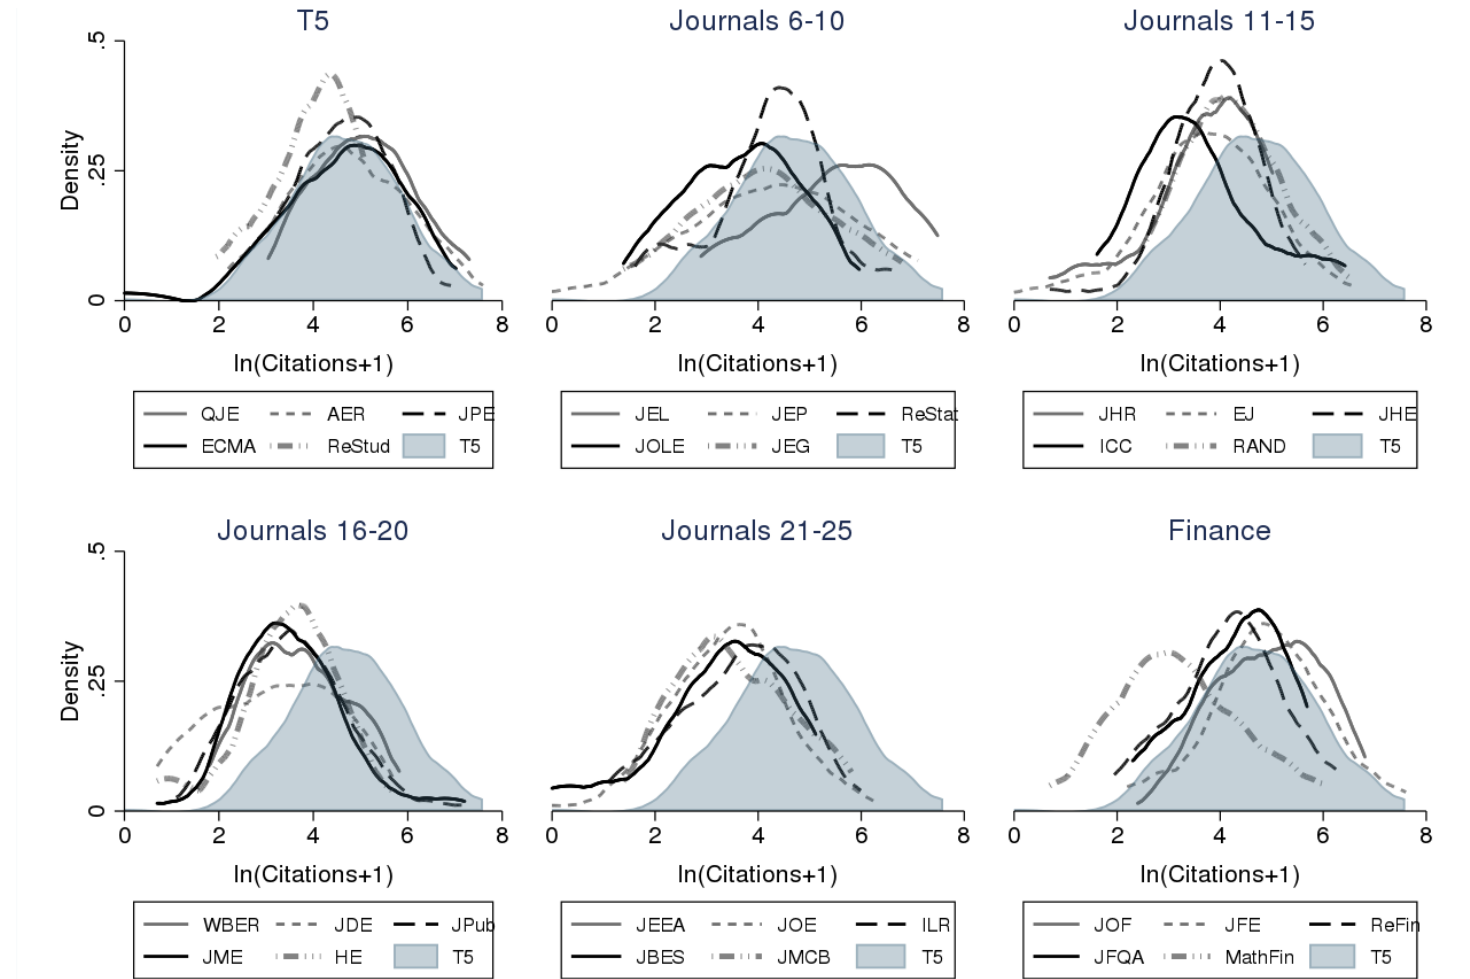 T5 Journals 6-10 Journals 11-15
.5
.25
0
Density
0 2 4 6 8 0 2 4 6 8 0 2 4 6 8
ln(Citations+1) ln(Citations+1) ln(Citations+1)
QJE AER JPE JEL JEP ReStat JHR EJ JHE
ECMA ReStud T5 JOLE JEG T5 ICC RAND T5
Journals 16-20 Journals 21-25 Finance
.5
.25
0
Density
0 2 4 6 8 0 2 4 6 8 0 2 4 6 8
ln(Citations+1) ln(Citations+1) ln(Citations+1)
WBER JDE JPub JEEA JOE ILR JOF JFE ReFin
JME HE T5 JBES JMCB T5 JFQA MathFin T5